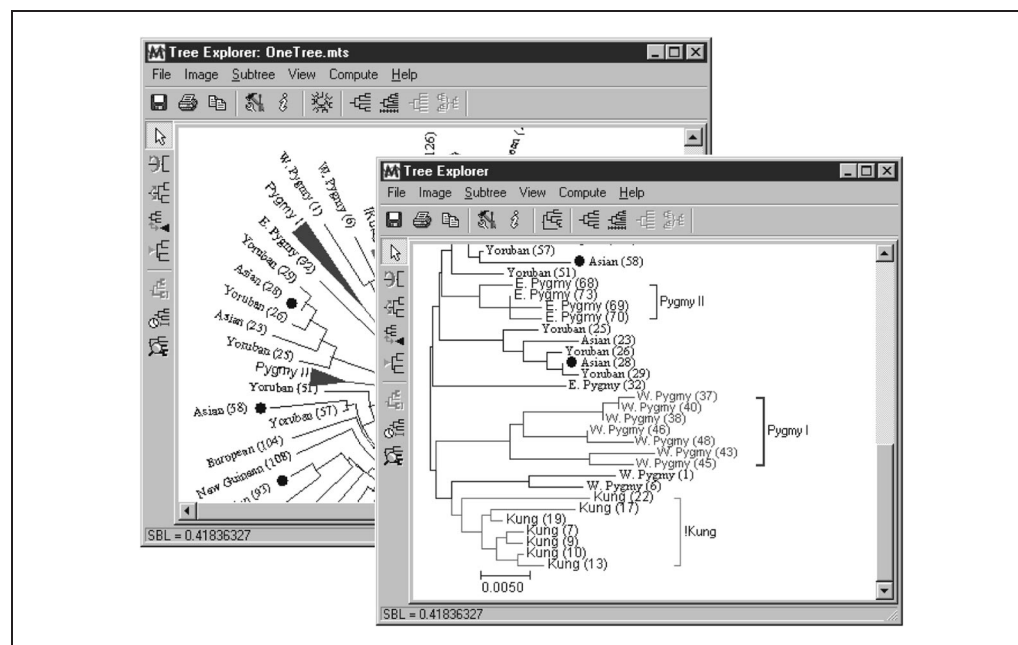 Tree Explorer: OneTree.mts
File Image Subtree View Compute Help
126)
W. Pygmy (1)
W. Pygmy (6)
Pygmy I
E. Pygmy (32)
Yoruban (29)
Asian (28)
Yoruban (26)
Asian (23)
Yoruban (25)
Pygmy II
Yoruban (51)
Asian (58)
Yoruban (57)
European (104)
New Guinean (108)
(95)
SBL = 0.41836327
Tree Explorer
File Image Subtree View Compute Help
Yoruban (57)
Asian (58)
Yoruban (51)
E. Pygmy (68)
E. Pygmy (73)
E. Pygmy (69)
E. Pygmy (70)
Pygmy II
Yoruban (25)
Asian (23)
Yoruban (26)
Asian (28)
Yoruban (29)
E. Pygmy (32)
W. Pygmy (37)
W. Pygmy (40)
W. Pygmy (38)
W. Pygmy (46)
W. Pygmy (48)
W. Pygmy (43)
W. Pygmy (45)
Pygmy I
W. Pygmy (1)
W. Pygmy (6)
Kung (22)
Kung (17)
Kung (19)
Kung (7)
Kung (9)
Kung (10)
Kung (13)
!Kung
0.0050
SBL = 0.41836327